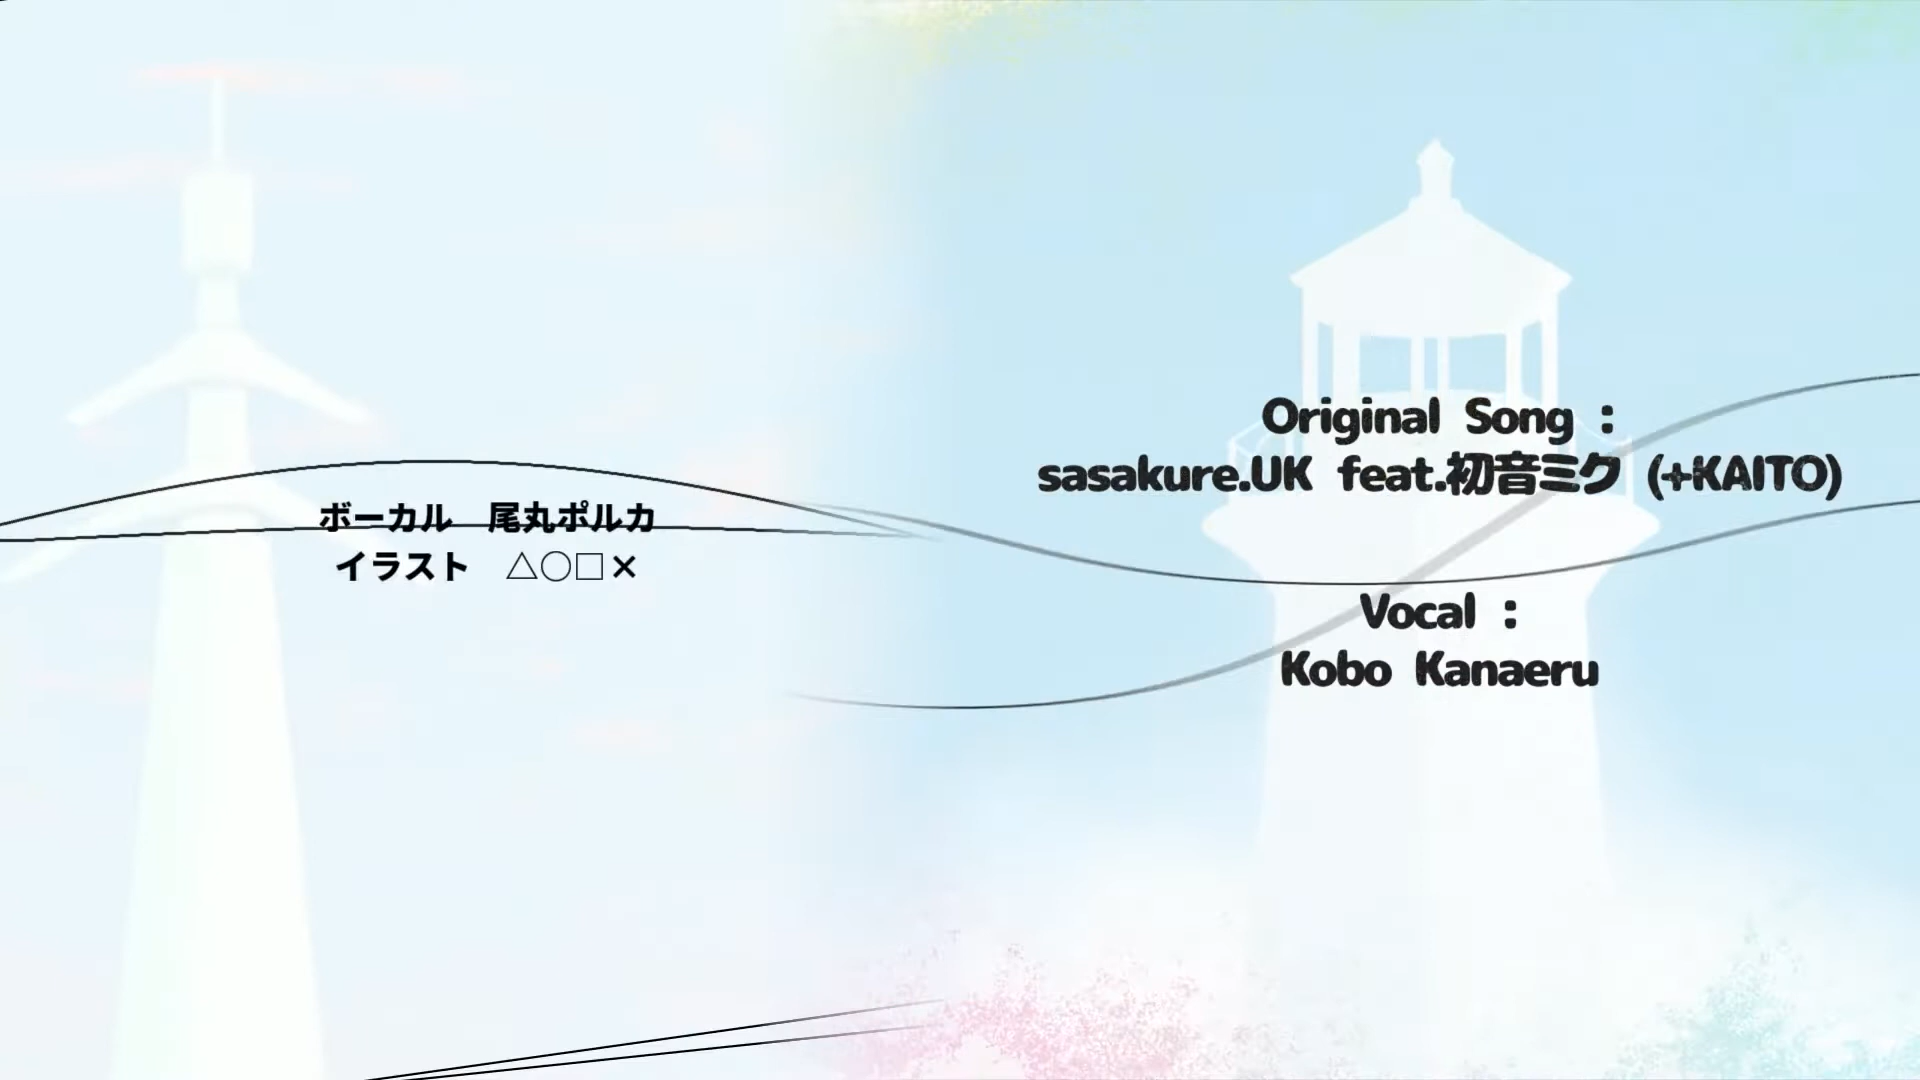 ボーカル　尾丸ポルカ
イラスト　△○□×
Original Song :
sasakure.UK feat.初音ミク (+KAITO)
Vocal :
Kobo Kanaeru